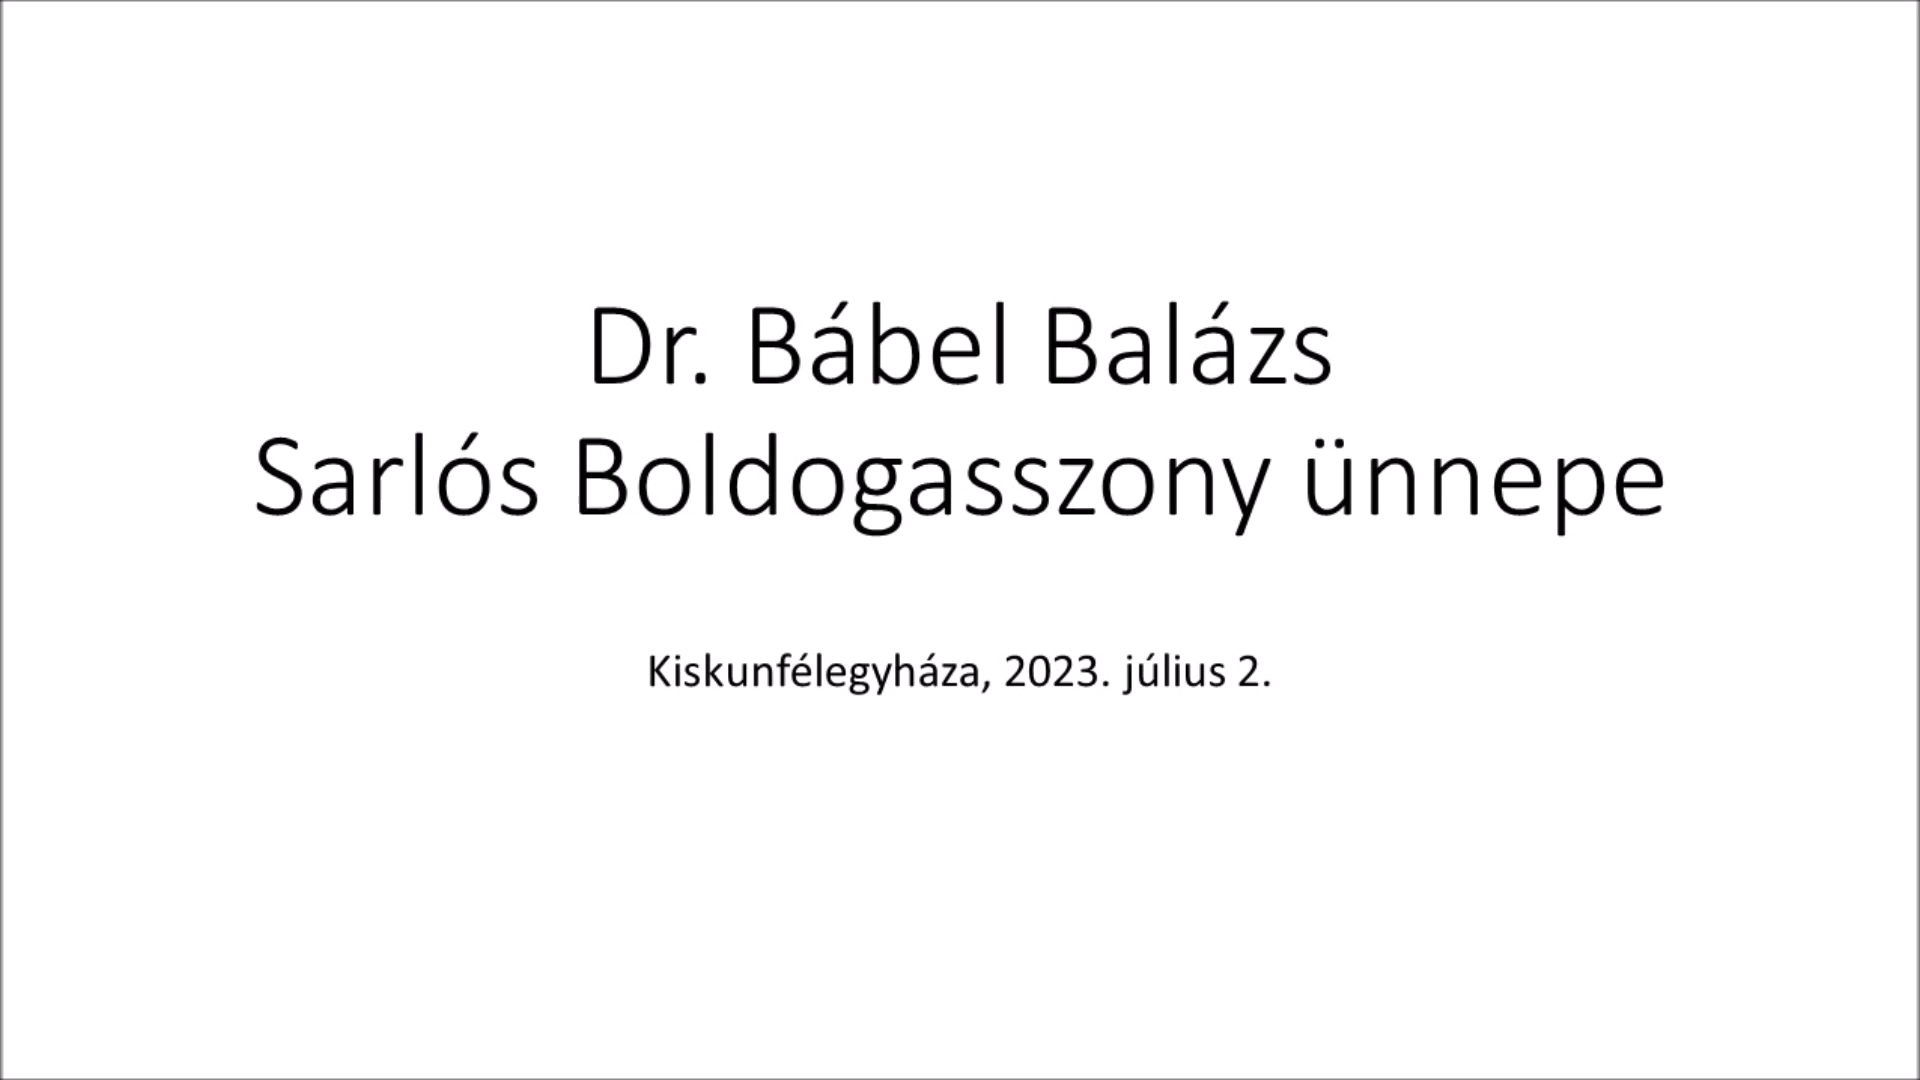 Dr. Bábel Balázs
Sarlós Boldogasszony ünnepe
Kiskunfélegyháza, 2023. július 2.